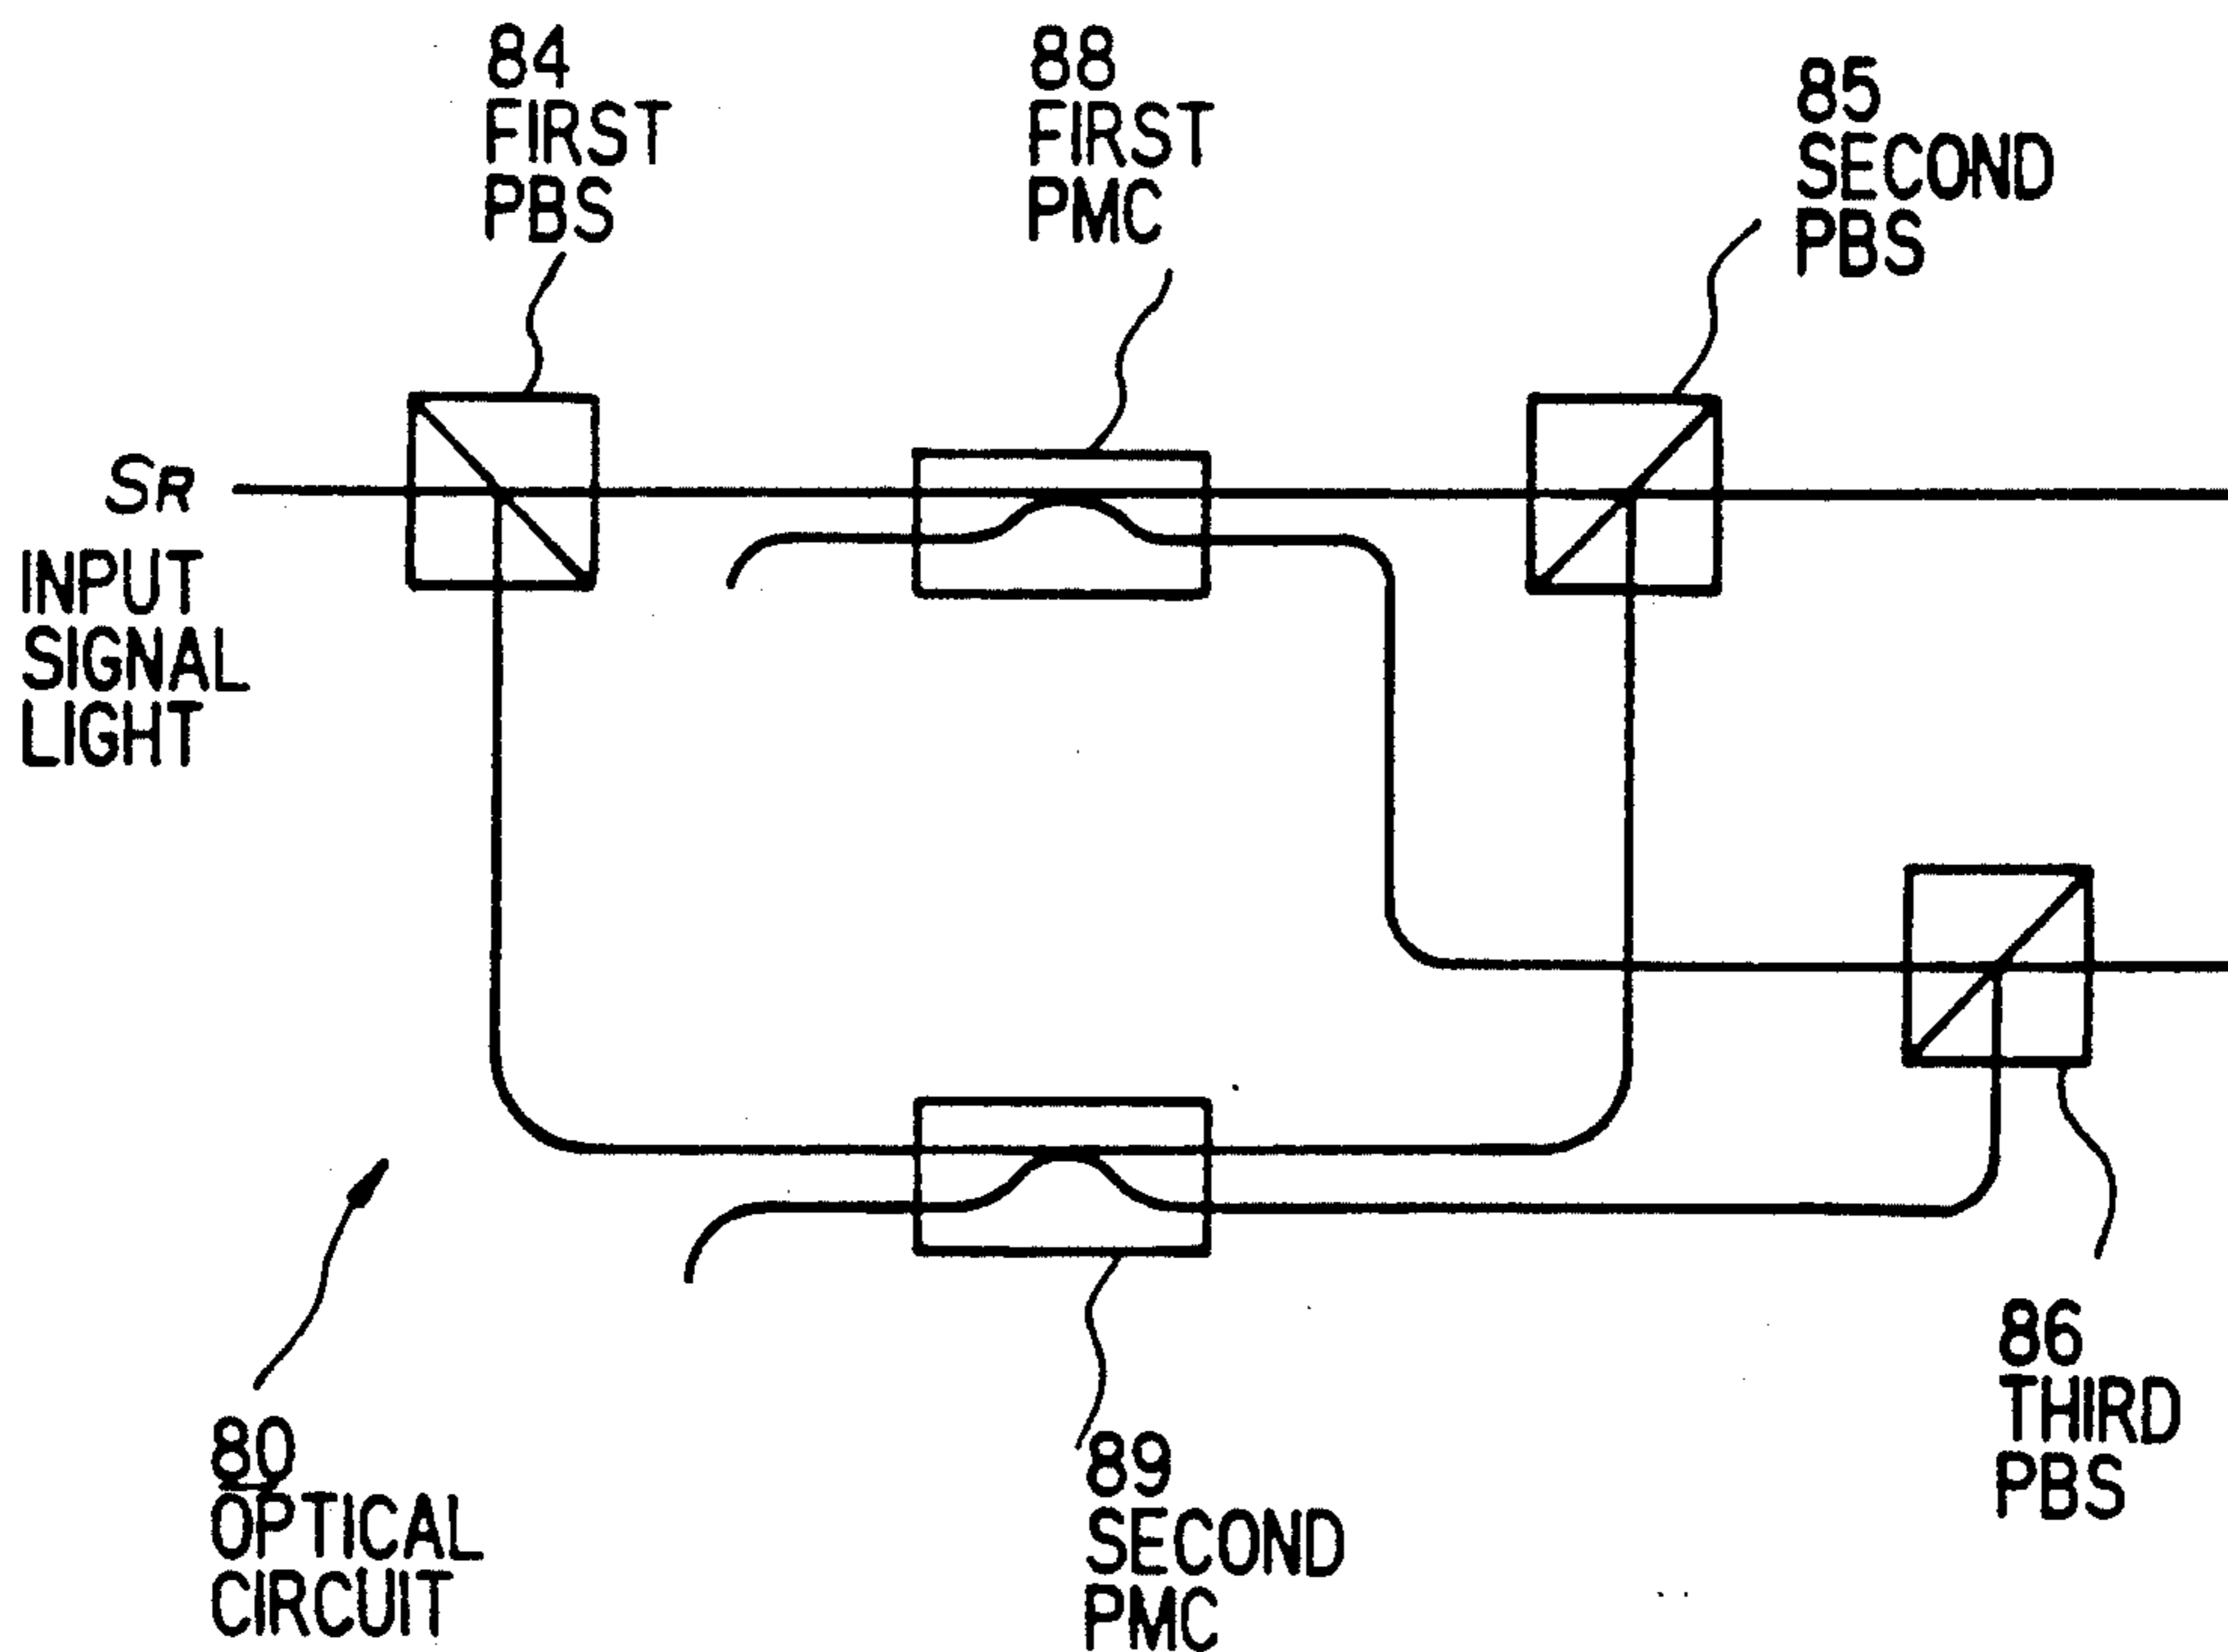 84
FIRST
PBS
88
FIRST
PMC
85
SECOND
PBS
SR
INPUT
SIGNAL
LIGHT
80
OPTICAL
CIRCUIT
89
SECOND
PMC
86
THIRD
PBS